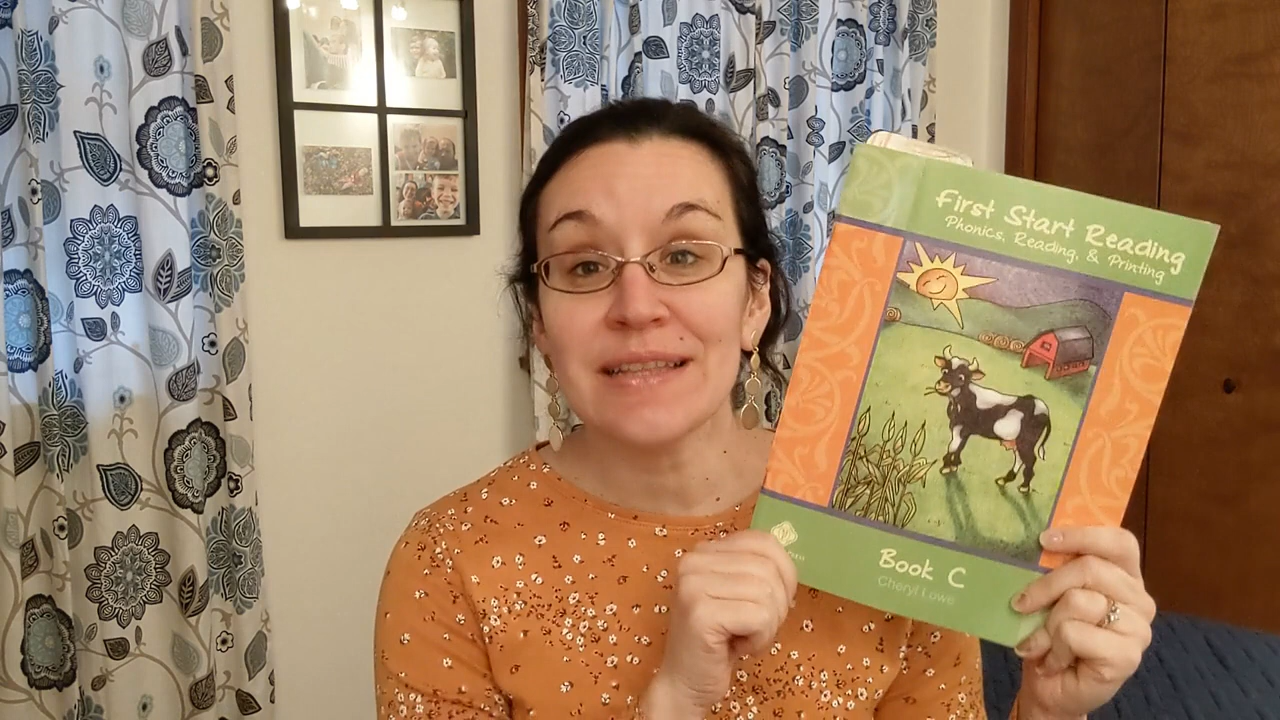 First Start Reading
Phonics, Reading, & Printing
Book C
Cheryl Lowe